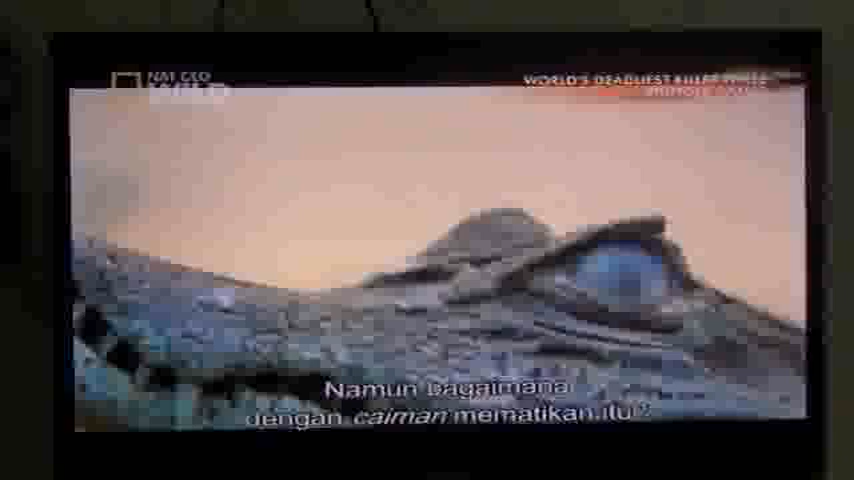 NAT GEO
WILD
WORLD'S DEADLIEST
Namun bagaimana
dengan caiman mematikan itu?